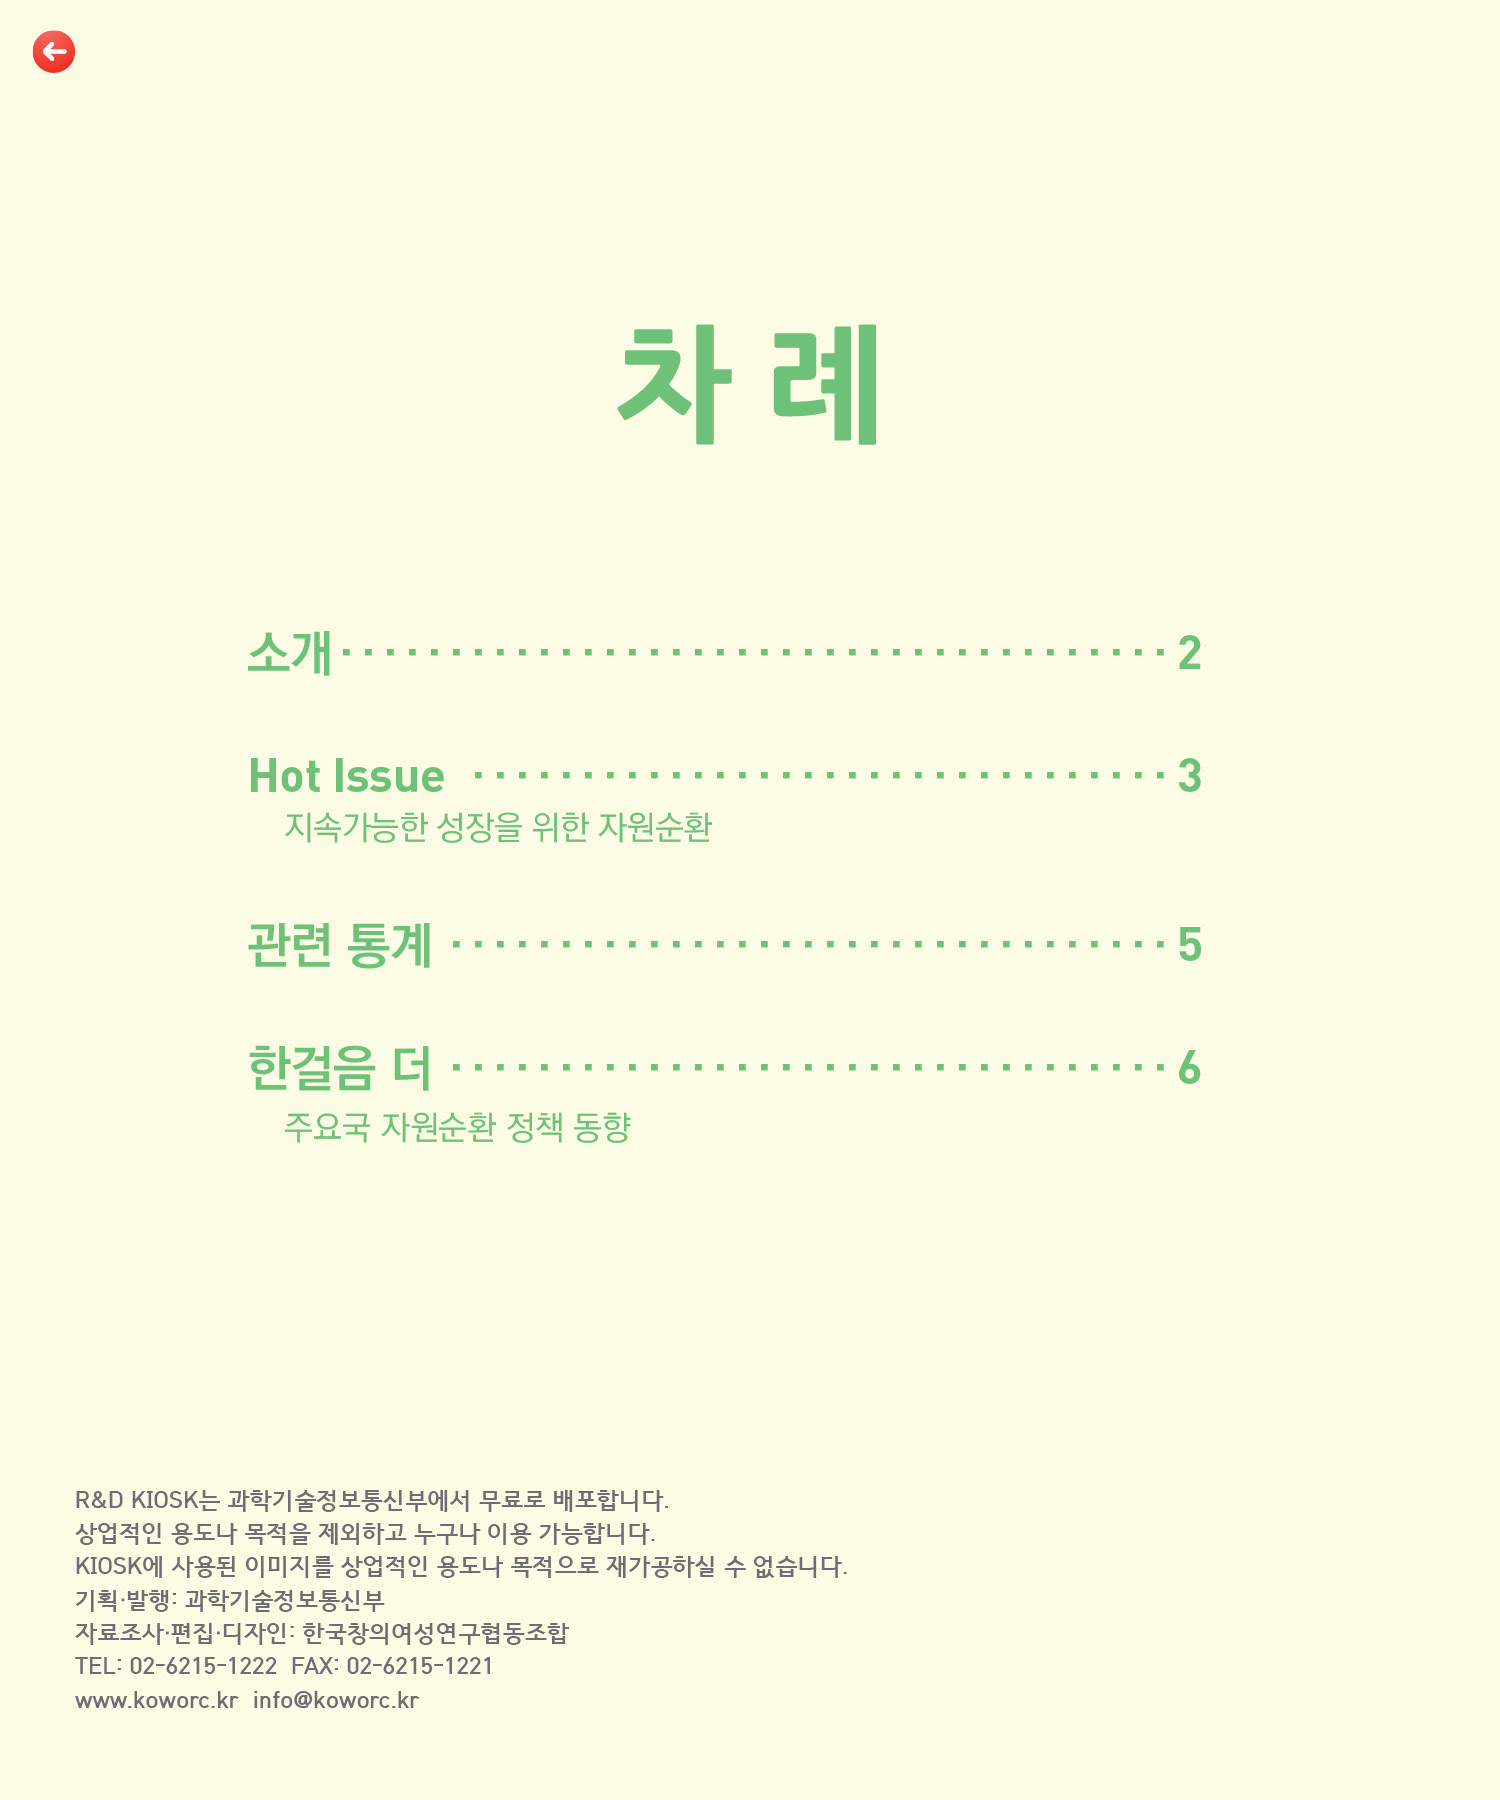 차 례
소개 ······································ 2
Hot Issue ································ 3
지속가능한 성장을 위한 자원순환
관련 통계 ································· 5
한걸음 더 ································· 6
주요국 자원순환 정책 동향
R&D KIOSK는 과학기술정보통신부에서 무료로 배포합니다.
상업적인 용도나 목적을 제외하고 누구나 이용 가능합니다.
KIOSK에 사용된 이미지를 상업적인 용도나 목적으로 재가공하실 수 없습니다.
기획·발행: 과학기술정보통신부
자료조사·편집·디자인: 한국창의여성연구협동조합
TEL: 02-6215-1222  FAX: 02-6215-1221
www.koworc.kr  info@koworc.kr